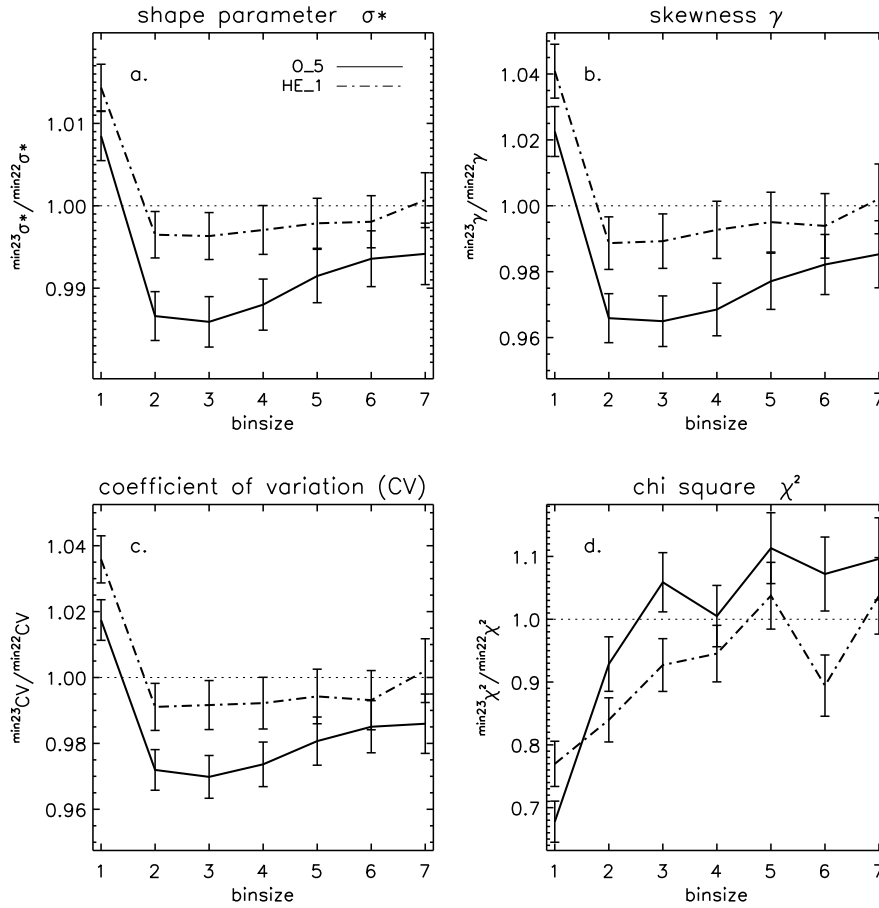 shape parameter σ*
a.
O_5
HE_1
1.01
1.00
0.99
min23σ*/min22σ*
1 2 3 4 5 6 7
binsize
skewness γ
b.
1.04
1.02
1.00
0.98
0.96
min23γ/min22γ
1 2 3 4 5 6 7
binsize
coefficient of variation (CV)
c.
1.04
1.02
1.00
0.98
0.96
min23CV/min22CV
1 2 3 4 5 6 7
binsize
chi square χ²
d.
1.1
1.0
0.9
0.8
0.7
min23χ²/min22χ²
1 2 3 4 5 6 7
binsize